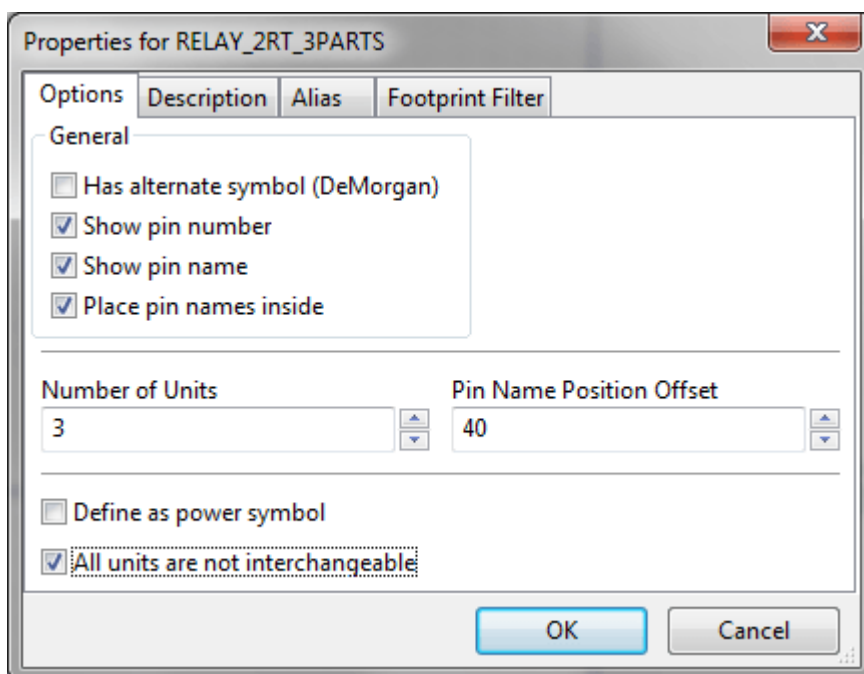 Properties for RELAY_2RT_3PARTS
Options Description Alias Footprint Filter
General
Has alternate symbol (DeMorgan)
Show pin number
Show pin name
Place pin names inside
Number of Units Pin Name Position Offset
3 40
Define as power symbol
All units are not interchangeable
OK Cancel